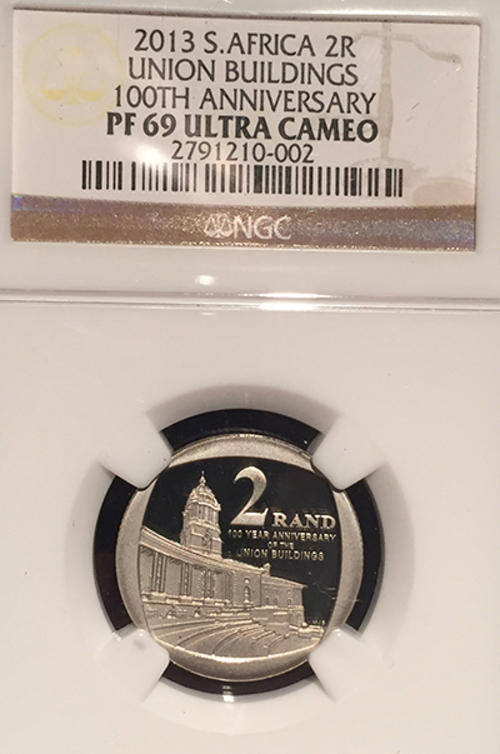 2013 S.AFRICA 2R
UNION BUILDINGS
100TH ANNIVERSARY
PF 69 ULTRA CAMEO
2791210-002
NGC
2
RAND
100 YEAR ANNIVERSARY
OF THE
UNION BUILDINGS